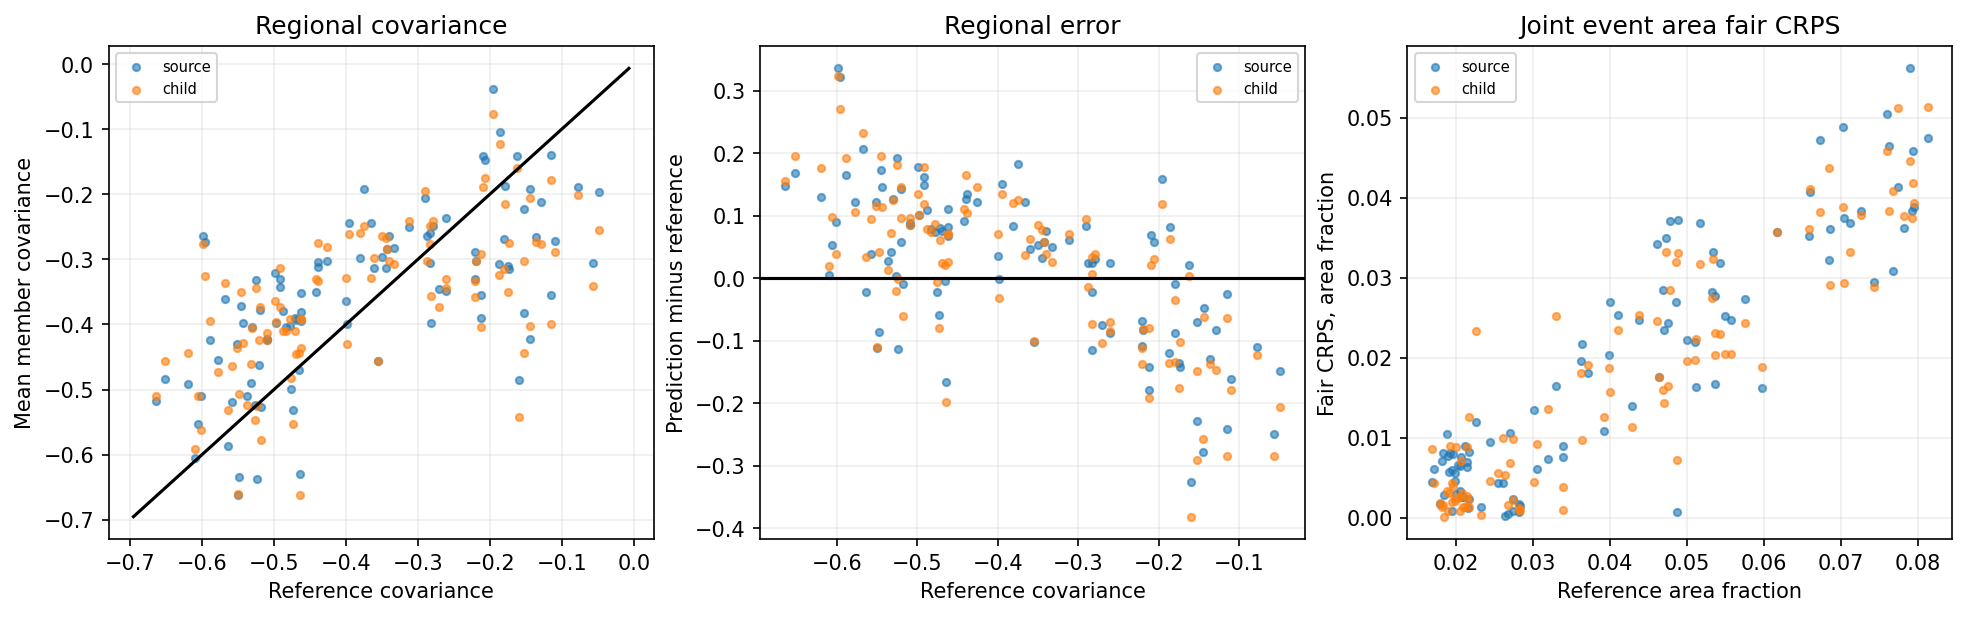 Regional covariance
Mean member covariance
0.0
−0.1
−0.2
−0.3
−0.4
−0.5
−0.6
−0.7
source
child
−0.7 −0.6 −0.5 −0.4 −0.3 −0.2 −0.1 0.0
Reference covariance
Regional error
Prediction minus reference
0.3
0.2
0.1
0.0
−0.1
−0.2
−0.3
−0.4
source
child
−0.6 −0.5 −0.4 −0.3 −0.2 −0.1
Reference covariance
Joint event area fair CRPS
Fair CRPS, area fraction
0.05
0.04
0.03
0.02
0.01
0.00
source
child
0.02 0.03 0.04 0.05 0.06 0.07 0.08
Reference area fraction